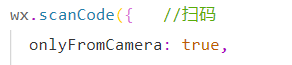 wx.scanCode({   //扫码
  onlyFromCamera: true,